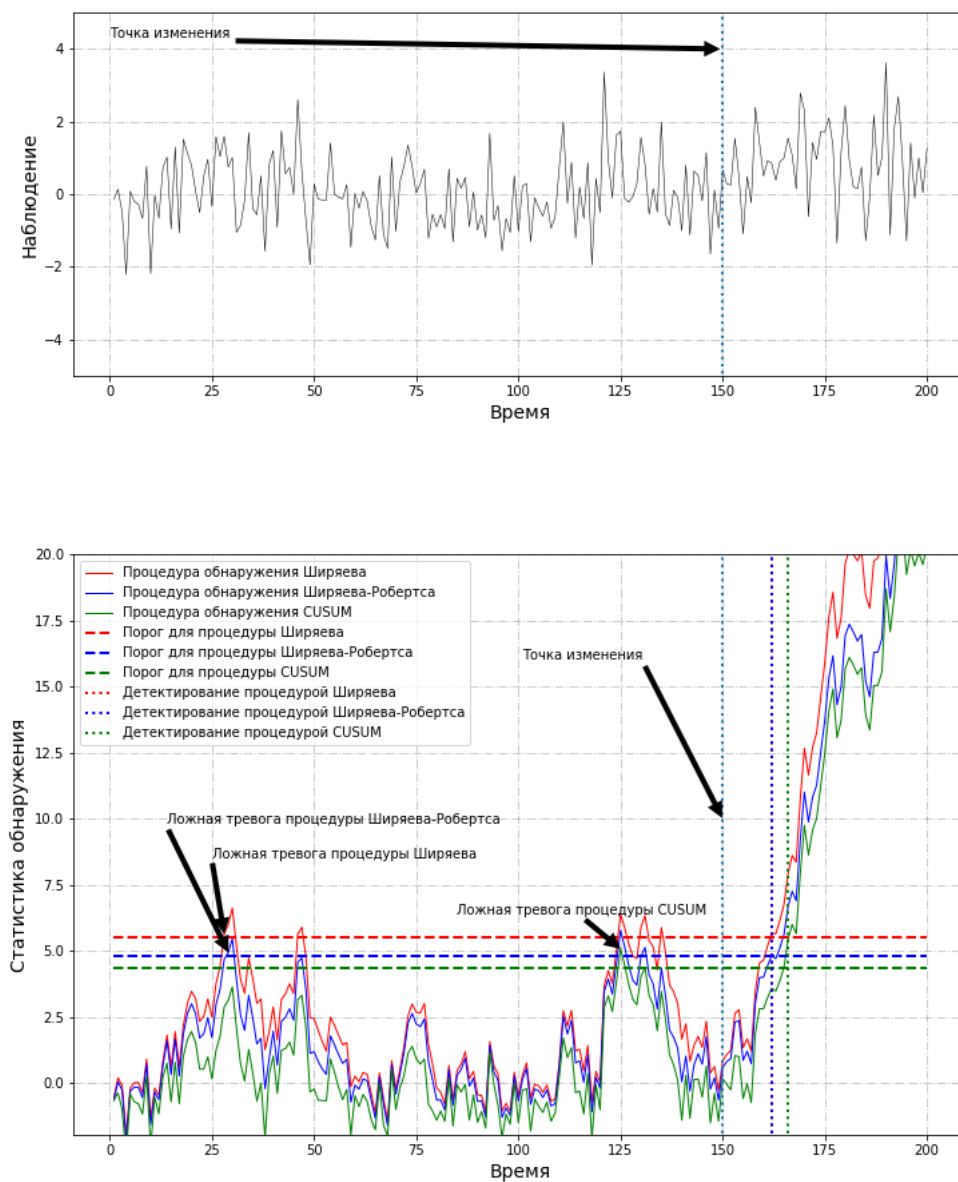 Точка изменения
4
2
0
−2
−4
Наблюдение
0 25 50 75 100 125 150 175 200
Время
20.0
17.5
15.0
12.5
10.0
7.5
5.0
2.5
0.0
Статистика обнаружения
Процедура обнаружения Ширяева
Процедура обнаружения Ширяева-Робертса
Процедура обнаружения CUSUM
Порог для процедуры Ширяева
Порог для процедуры Ширяева-Робертса
Порог для процедуры CUSUM
Детектирование процедурой Ширяева
Детектирование процедурой Ширяева-Робертса
Детектирование процедурой CUSUM
Точка изменения
Ложная тревога процедуры Ширяева-Робертса
Ложная тревога процедуры Ширяева
Ложная тревога процедуры CUSUM
0 25 50 75 100 125 150 175 200
Время